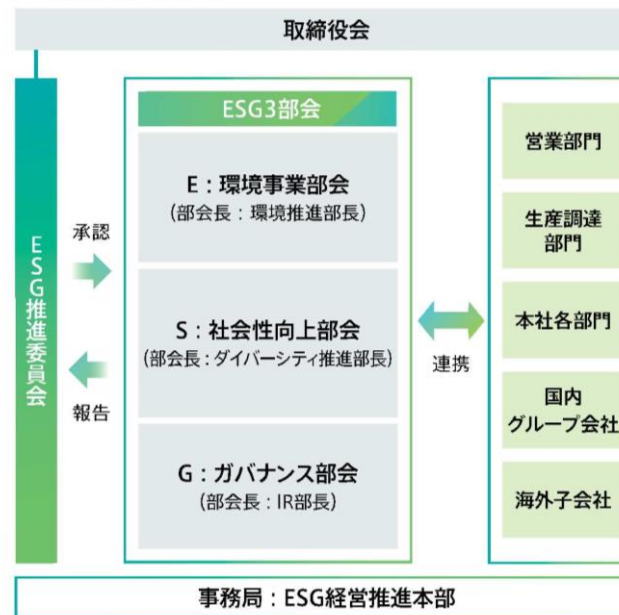 取締役会
ESG推進委員会
承認
報告
ESG3部会
E：環境事業部会
(部会長：環境推進部長)
S：社会性向上部会
(部会長：ダイバーシティ推進部長)
G：ガバナンス部会
(部会長：IR部長)
連携
営業部門
生産調達
部門
本社各部門
国内
グループ会社
海外子会社
事務局：ESG経営推進本部